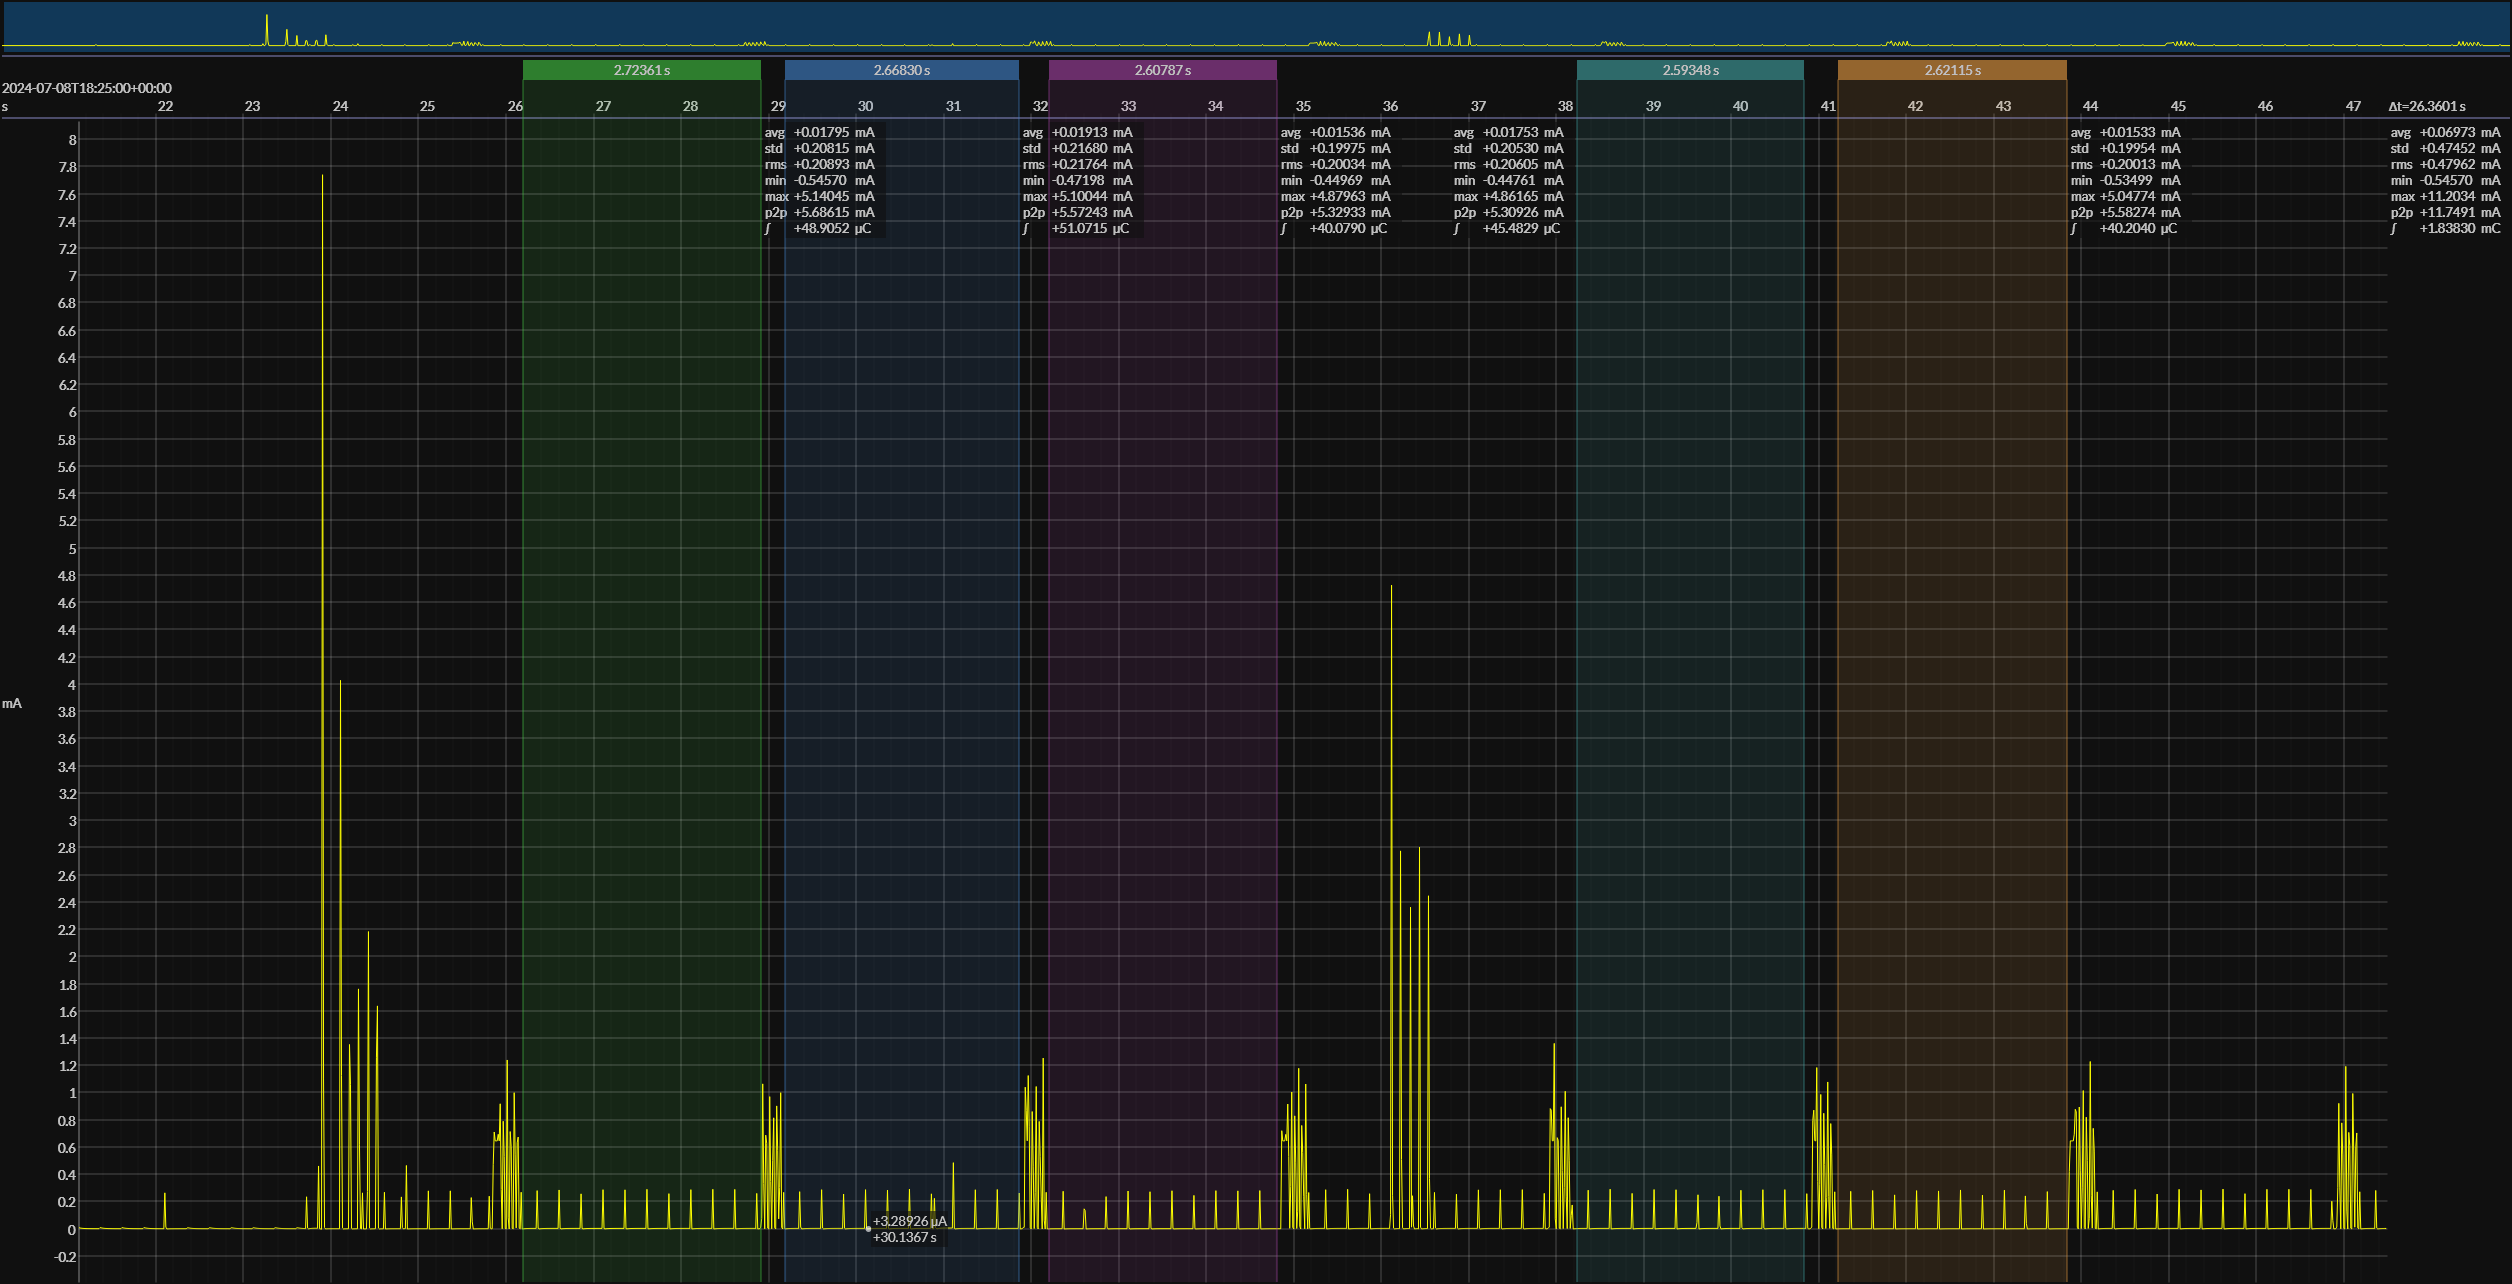 2.72361 s 2.66830 s 2.60787 s 2.59348 s 2.62115 s
2024-07-08T18:25:00+00:00
s 22 23 24 25 26 27 28 29 30 31 32 33 34 35 36 37 38 39 40 41 42 43 44 45 46 47 Δt=26.3601 s
avg +0.01795 mA
std +0.20815 mA
rms +0.20893 mA
min -0.54570 mA
max +5.14045 mA
p2p +5.68615 mA
∫ +48.9052 µC
avg +0.01913 mA
std +0.21680 mA
rms +0.21764 mA
min -0.47198 mA
max +5.10044 mA
p2p +5.57243 mA
∫ +51.0715 µC
avg +0.01536 mA
std +0.19975 mA
rms +0.20034 mA
min -0.44969 mA
max +4.87963 mA
p2p +5.32933 mA
∫ +40.0790 µC
avg +0.01753 mA
std +0.20530 mA
rms +0.20605 mA
min -0.44761 mA
max +4.86165 mA
p2p +5.30926 mA
∫ +45.4829 µC
avg +0.01533 mA
std +0.19954 mA
rms +0.20013 mA
min -0.53499 mA
max +5.04774 mA
p2p +5.58274 mA
∫ +40.2040 µC
avg +0.06973 mA
std +0.47452 mA
rms +0.47962 mA
min -0.54570 mA
max +11.2034 mA
p2p +11.7491 mA
∫ +1.83830 mC
8
7.8
7.6
7.4
7.2
7
6.8
6.6
6.4
6.2
6
5.8
5.6
5.4
5.2
5
4.8
4.6
4.4
4.2
4
mA
3.8
3.6
3.4
3.2
3
2.8
2.6
2.4
2.2
2
1.8
1.6
1.4
1.2
1
0.8
0.6
0.4
0.2
0
-0.2
+3.28926 µA
+30.1367 s